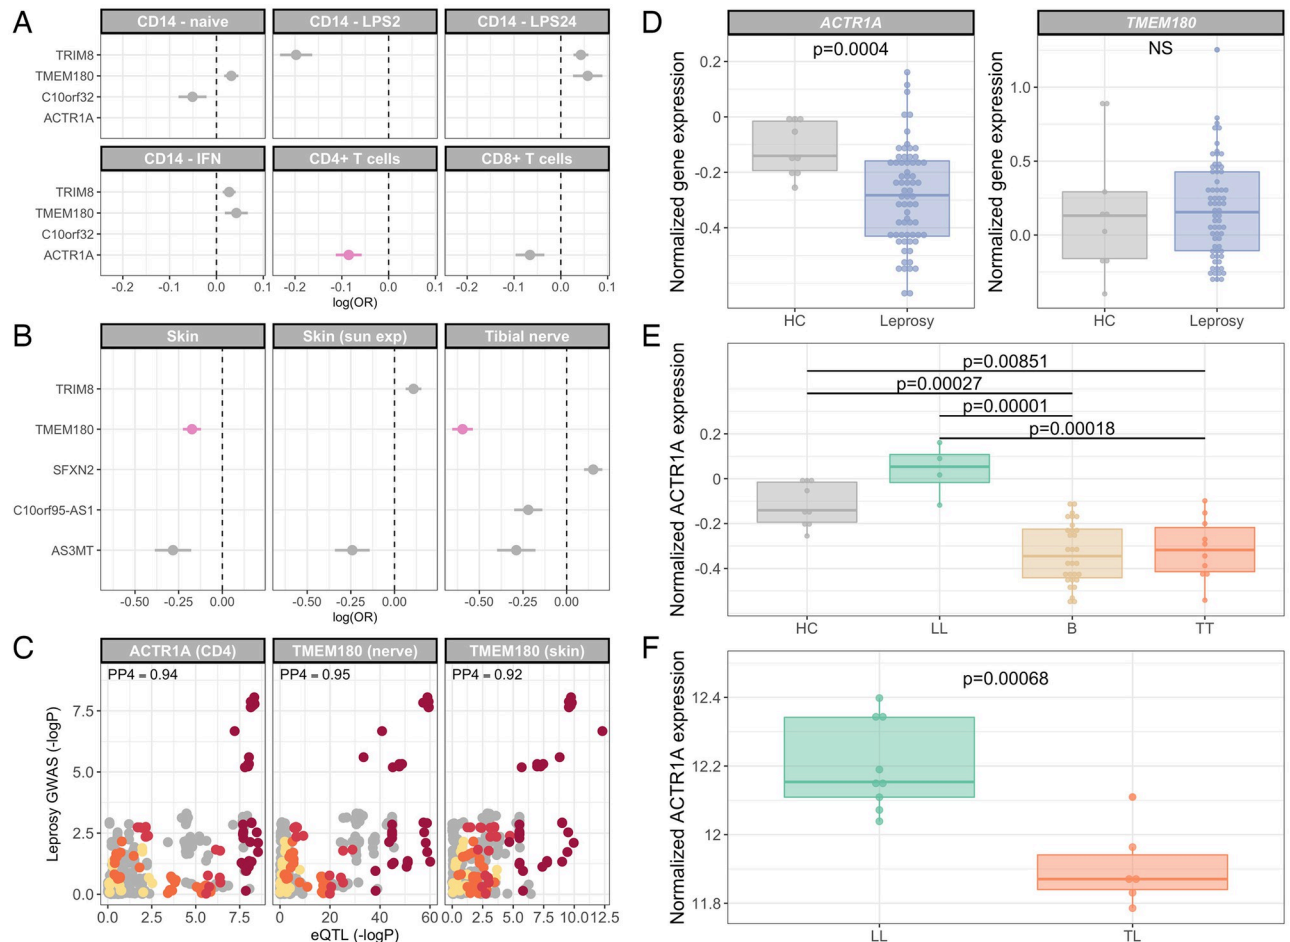 A
CD14 - naive
CD14 - LPS2
CD14 - LPS24
TRIM8
TMEM180
C10orf32
ACTR1A
CD14 - IFN
CD4+ T cells
CD8+ T cells
TRIM8
TMEM180
C10orf32
ACTR1A
-0.2 -0.1 0.0 0.1
-0.2 -0.1 0.0 0.1
-0.2 -0.1 0.0 0.1
log(OR)
B
Skin
Skin (sun exp)
Tibial nerve
TRIM8
TMEM180
SFXN2
C10orf95-AS1
AS3MT
-0.50 -0.25 0.00
-0.50 -0.25 0.00
-0.50 -0.25 0.00
log(OR)
C
ACTR1A (CD4)
TMEM180 (nerve)
TMEM180 (skin)
PP4 = 0.94
PP4 = 0.95
PP4 = 0.92
Leprosy GWAS (-logP)
7.5
5.0
2.5
0.0
0.0 2.5 5.0 7.5
0 20 40 60
0.0 2.5 5.0 7.5 10.0 12.5
eQTL (-logP)
D
ACTR1A
p=0.0004
Normalized gene expression
0.2
0
-0.2
-0.4
HC Leprosy
TMEM180
NS
Normalized gene expression
1.0
0.5
0.0
HC Leprosy
E
p=0.00851
p=0.00027
p=0.00001
p=0.00018
Normalized ACTR1A expression
0.2
0
-0.2
-0.4
HC LL B TT
F
p=0.00068
Normalized ACTR1A expression
12.4
12.2
12
11.8
LL TL